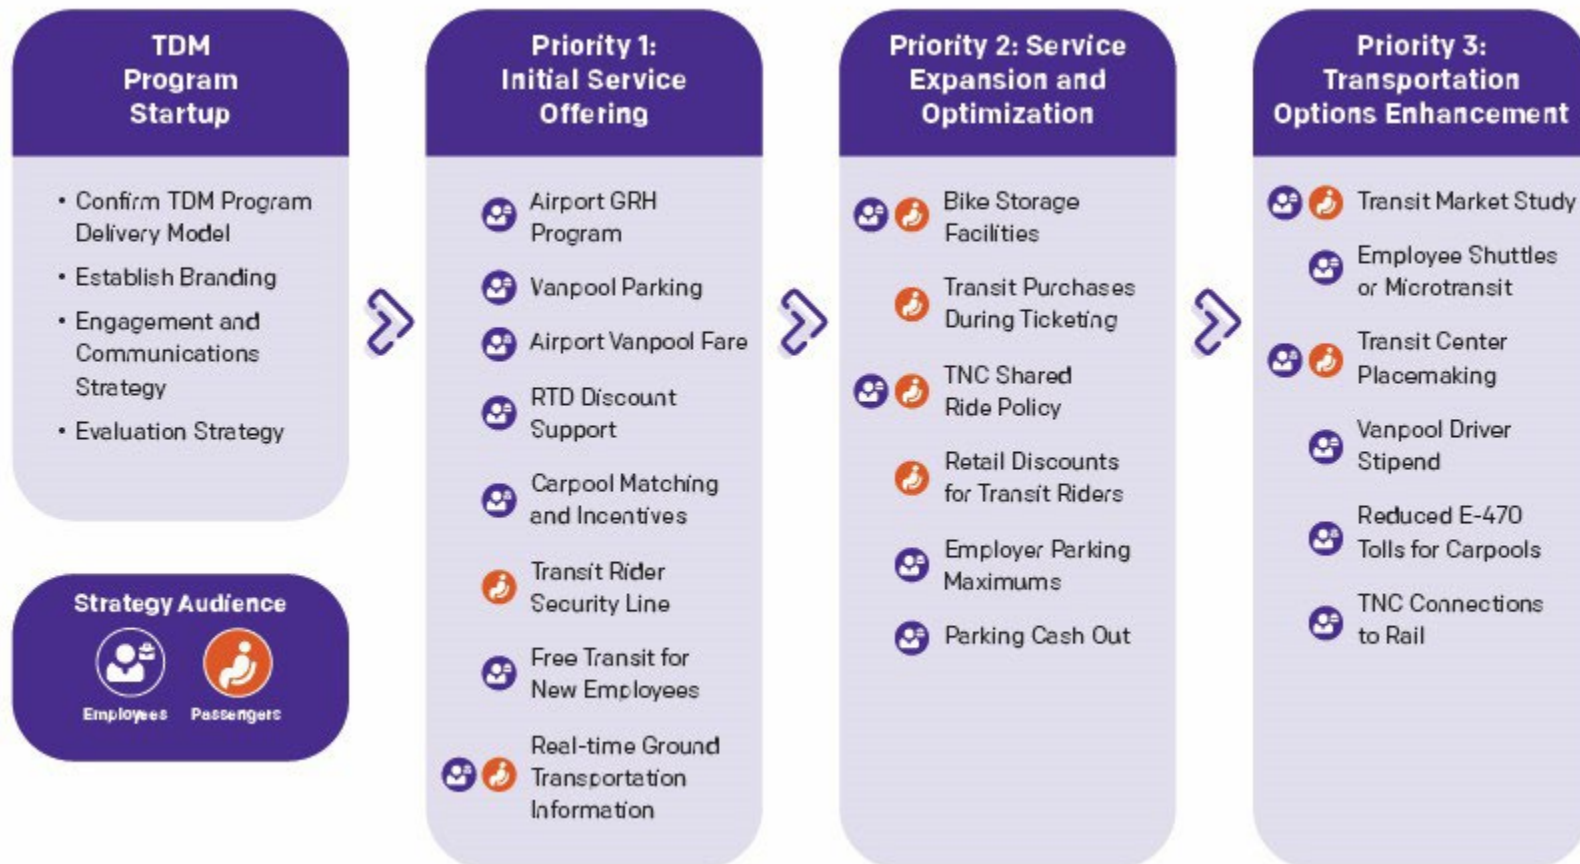 TDM
Program
Startup
• Confirm TDM Program
Delivery Model
• Establish Branding
• Engagement and
Communications
Strategy
• Evaluation Strategy
Strategy Audience
Employees
Passengers
Priority 1:
Initial Service
Offering
Airport GRH
Program
Vanpool Parking
Airport Vanpool Fare
RTD Discount
Support
Carpool Matching
and Incentives
Transit Rider
Security Line
Free Transit for
New Employees
Real-time Ground
Transportation
Information
Priority 2: Service
Expansion and
Optimization
Bike Storage
Facilities
Transit Purchases
During Ticketing
TNC Shared
Ride Policy
Retail Discounts
for Transit Riders
Employer Parking
Maximums
Parking Cash Out
Priority 3:
Transportation
Options Enhancement
Transit Market Study
Employee Shuttles
or Microtransit
Transit Center
Placemaking
Vanpool Driver
Stipend
Reduced E-470
Tolls for Carpools
TNC Connections
to Rail